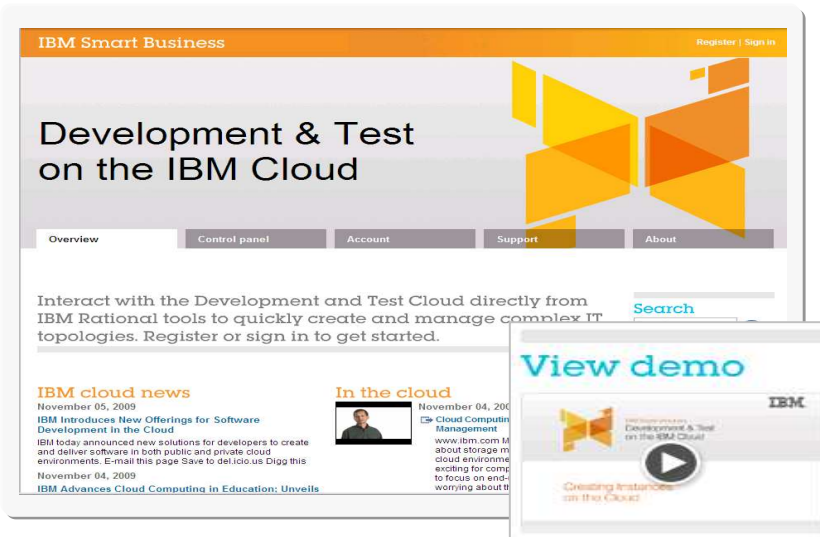 IBM Smart Business
Register | Sign in
Development & Test
on the IBM Cloud
Overview
Control panel
Account
Support
About
Interact with the Development and Test Cloud directly from
IBM Rational tools to quickly create and manage complex IT
topologies. Register or sign in to get started.
Search
IBM cloud news
November 05, 2009
IBM Introduces New Offerings for Software
Development in the Cloud
IBM today announced new solutions for developers to create
and deliver software in both public and private cloud
environments. E-mail this page Save to del.icio.us Digg this
November 04, 2009
IBM Advances Cloud Computing in Education: Unveils
In the cloud
November 04, 200
Cloud Computin
Management
www.ibm.com M
about storage m
cloud environme
exciting for comp
to focus on end-
worrying about th
View demo
IBM
Development & Test
on the IBM Cloud
Creating Instances
on the Cloud